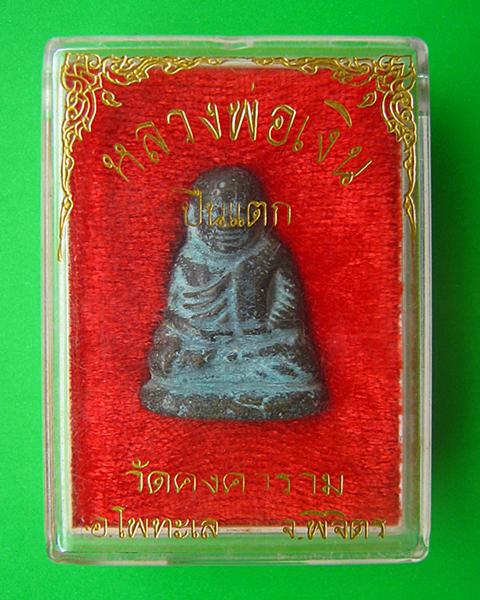 หลวงพ่อเงิน
ปืนแตก
วัดคงคาราม
อ.โพทะเล จ.พิจิตร